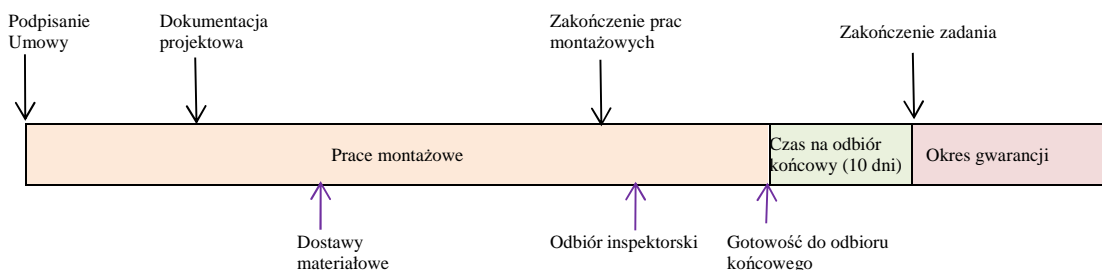 Podpisanie
Umowy
Dokumentacja
projektowa
Zakończenie prac
montażowych
Zakończenie zadania
Prace montażowe
Czas na odbiór
końcowy (10 dni)
Okres gwarancji
Dostawy
materiałowe
Odbiór inspektorski
Gotowość do odbioru
końcowego